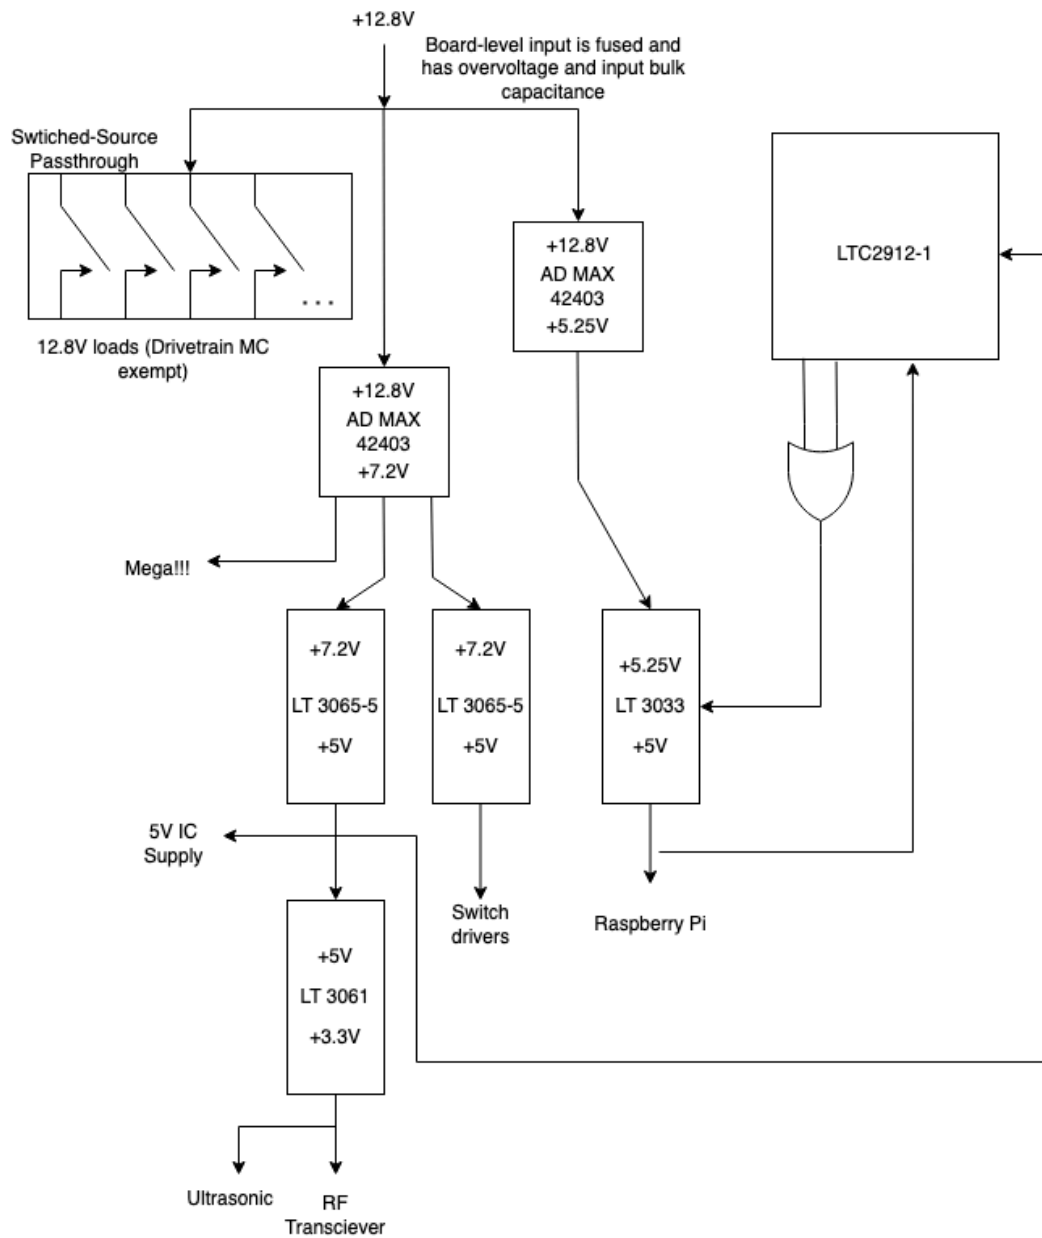 +12.8V
Board-level input is fused and
has overvoltage and input bulk
capacitance
Swtiched-Source
Passthrough
. . .
12.8V loads (Drivetrain MC
exempt)
+12.8V
AD MAX
42403
+5.25V
LTC2912-1
+12.8V
AD MAX
42403
+7.2V
Mega!!!
+7.2V
LT 3065-5
+5V
+7.2V
LT 3065-5
+5V
+5.25V
LT 3033
+5V
5V IC
Supply
Switch
drivers
Raspberry Pi
+5V
LT 3061
+3.3V
Ultrasonic
RF
Transciever